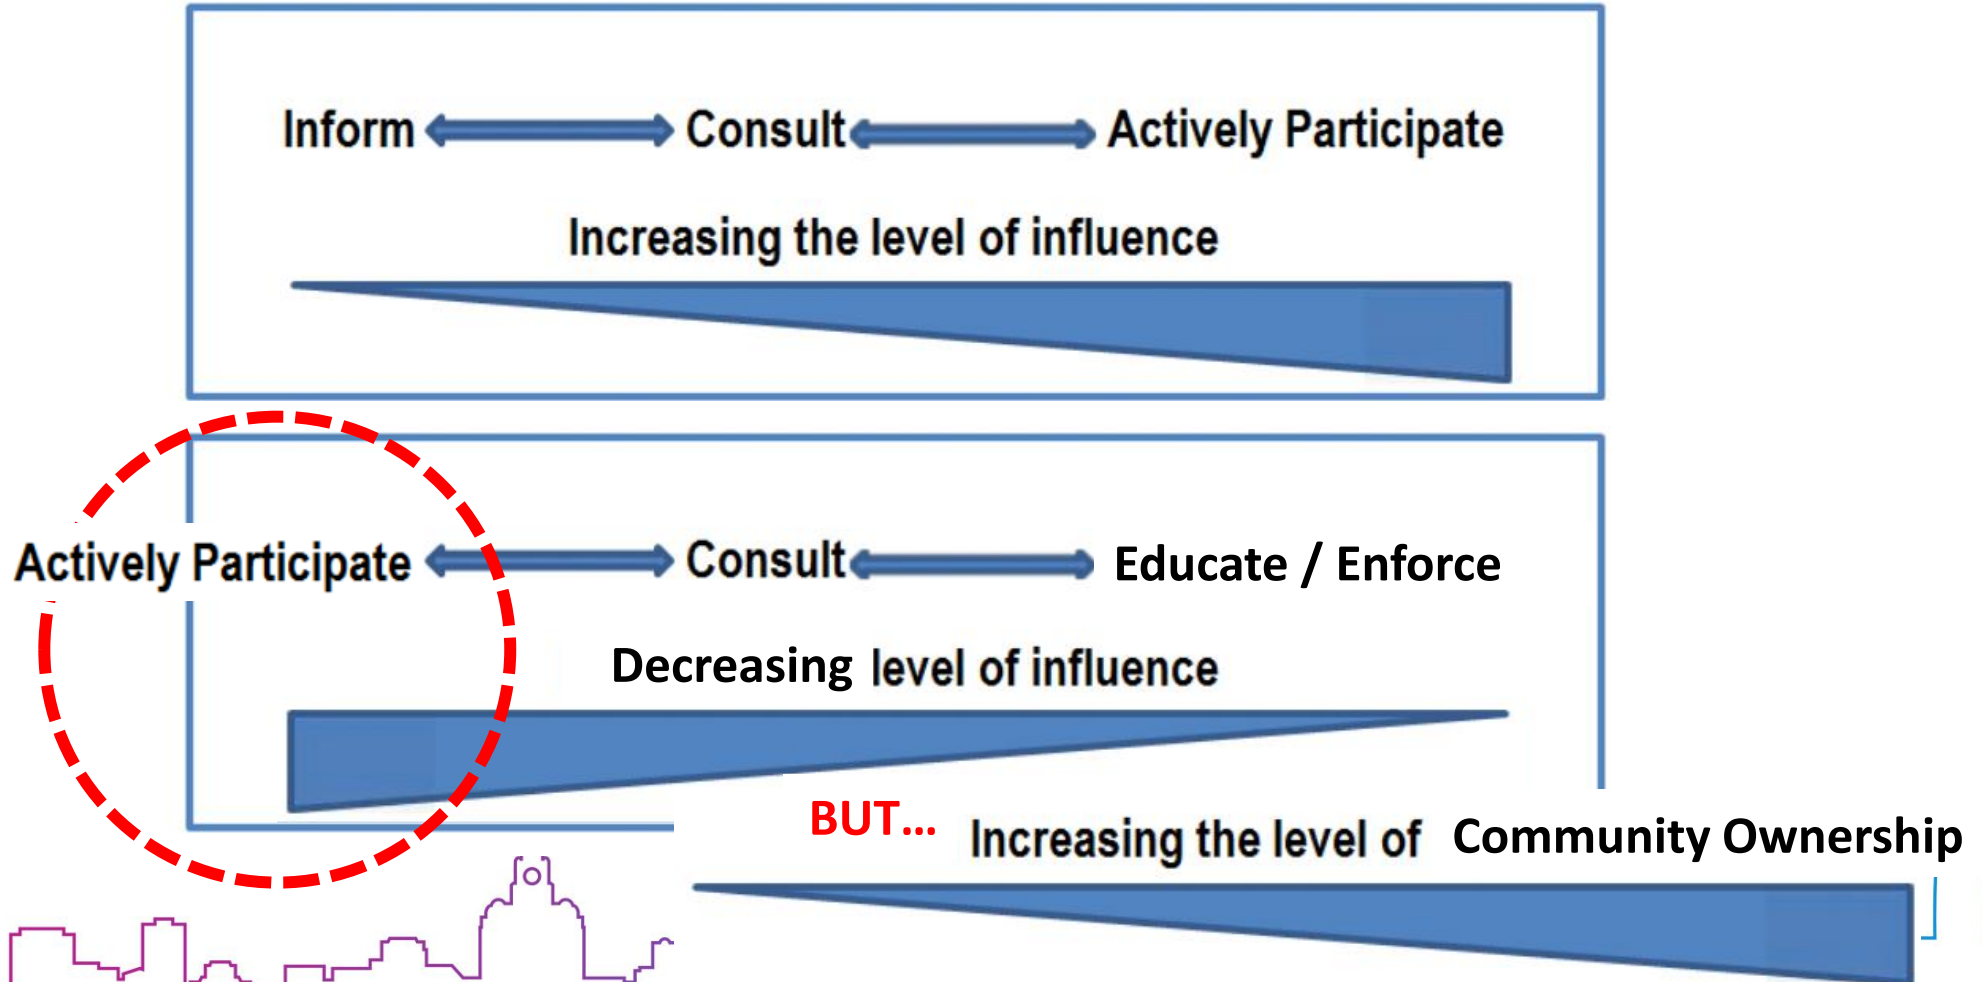 Inform Consult Actively Participate
Increasing the level of influence
Actively Participate Consult Educate / Enforce
Decreasing level of influence
BUT... Increasing the level of Community Ownership